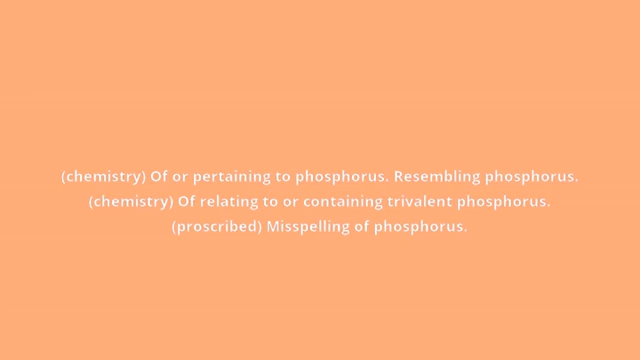 (chemistry) Of or pertaining to phosphorus. Resembling phosphorus.
(chemistry) Of relating to or containing trivalent phosphorus.
(proscribed) Misspelling of phosphorus.